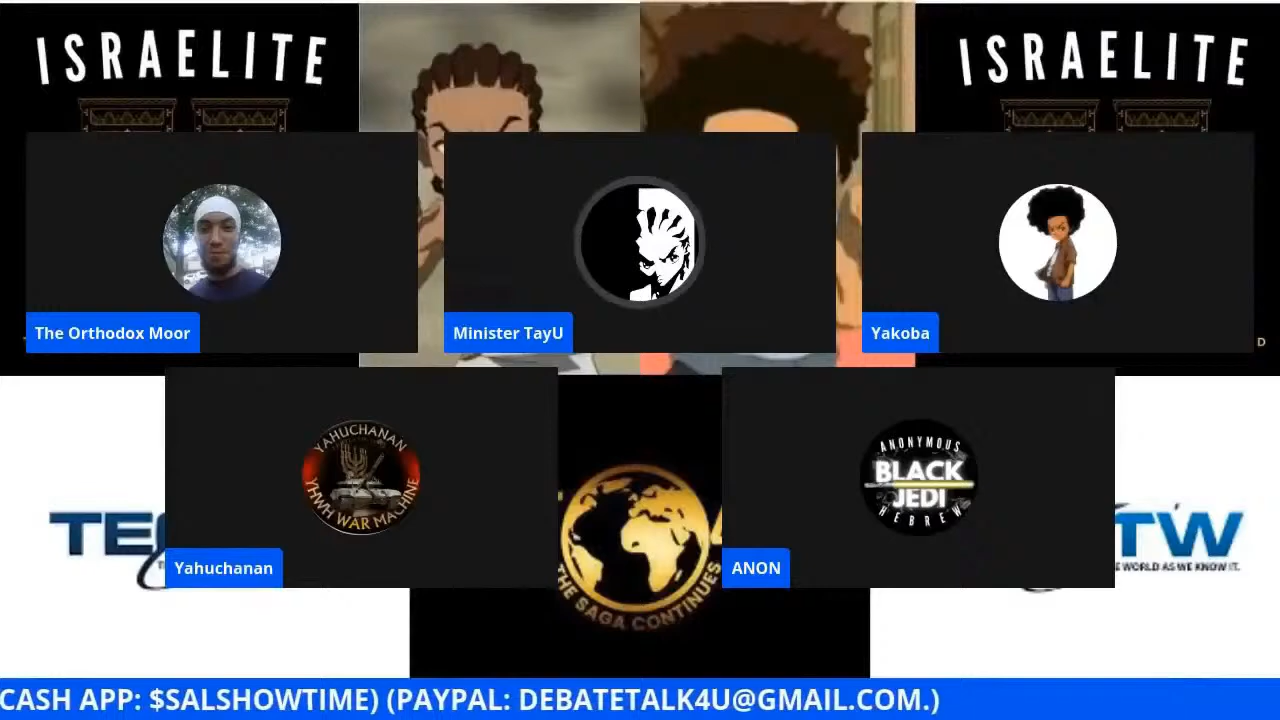 ISRAELITE
ISRAELITE
The Orthodox Moor
Minister TayU
Yakoba
D
YAHUCHANAN
YHWH WAR MACHINE
ANONYMOUS
BLACK
JEDI
HEBREW
TE
TW
E WORLD AS WE KNOW IT.
Yahuchanan
ANON
THE SAGA CONTINUES
CASH APP: $SALSHOWTIME) (PAYPAL: DEBATETALK4U@GMAIL.COM.)